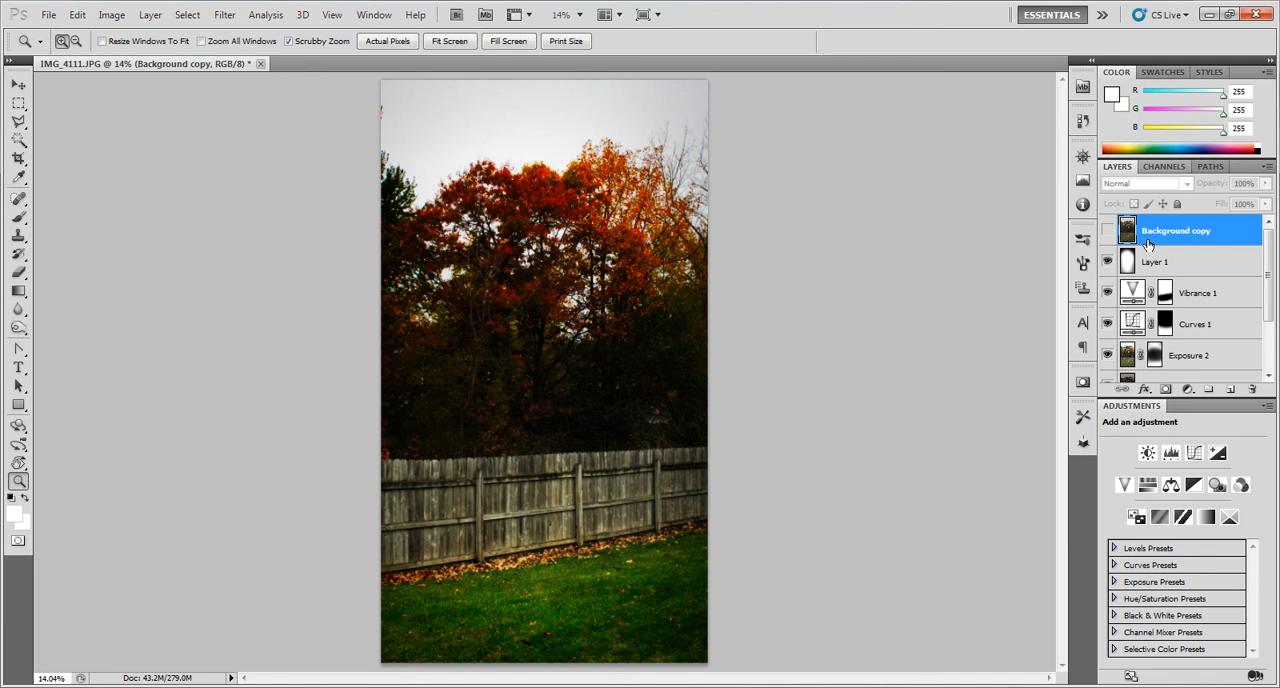 Ps File Edit Image Layer Select Filter Analysis 3D View Window Help Br Mb 14% ESSENTIALS CS Live
Resize Windows To Fit Zoom All Windows Scrubby Zoom Actual Pixels Fit Screen Fill Screen Print Size
IMG_4111.JPG @ 14% (Background copy, RGB/8) *
COLOR SWATCHES STYLES
R 255
G 255
B 255
LAYERS CHANNELS PATHS
Normal Opacity: 100%
Lock: Fill: 100%
Background copy
Layer 1
Vibrance 1
Curves 1
Exposure 2
ADJUSTMENTS
Add an adjustment
Levels Presets
Curves Presets
Exposure Presets
Hue/Saturation Presets
Black & White Presets
Channel Mixer Presets
Selective Color Presets
14.04% Doc: 43.2M/279.0M